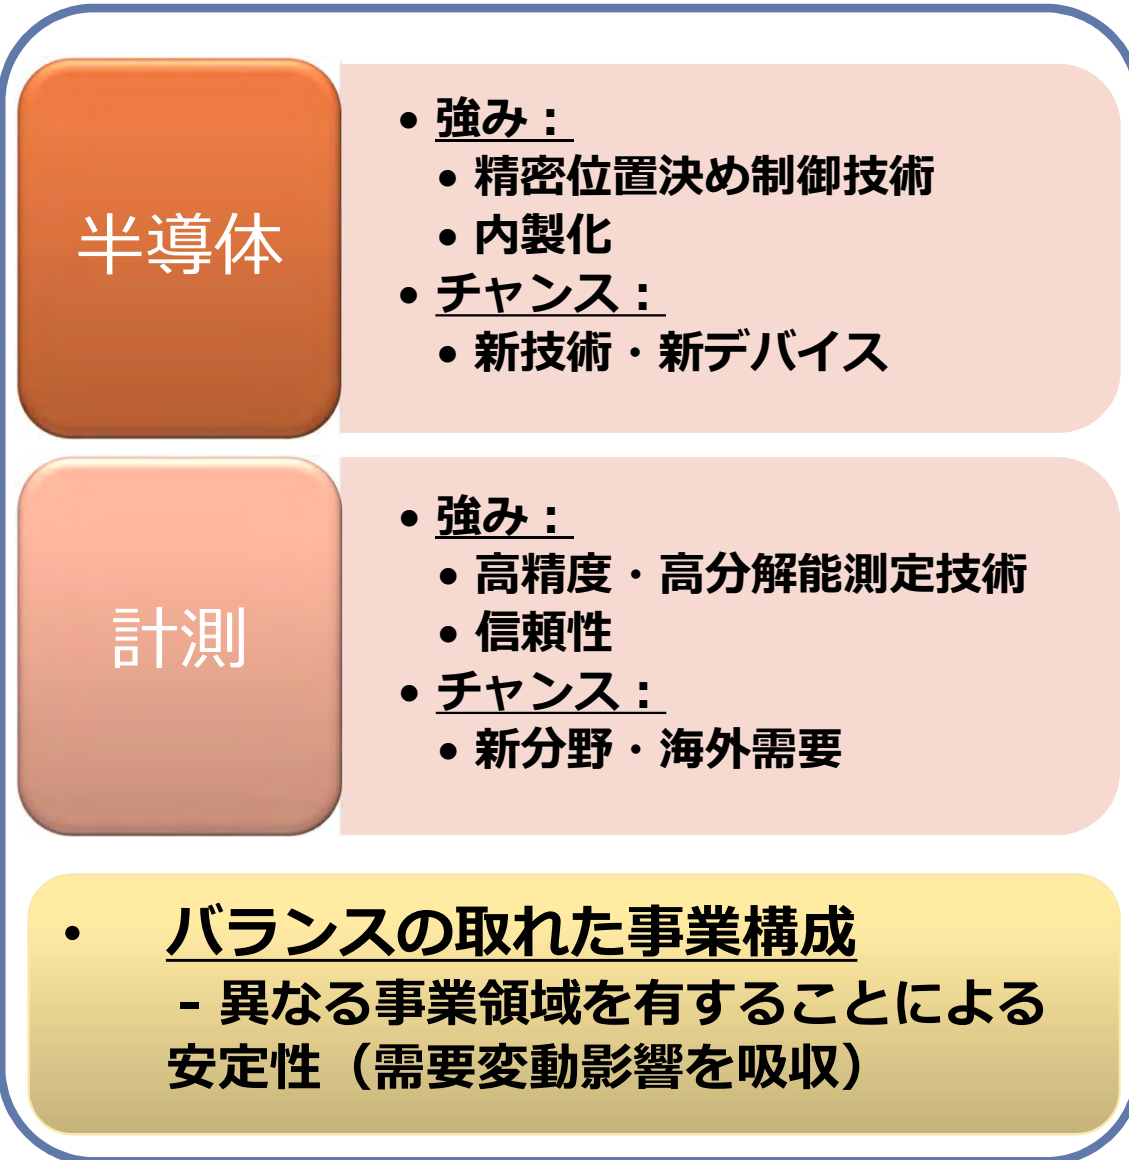 半導体
• 強み：
• 精密位置決め制御技術
• 内製化
• チャンス：
• 新技術・新デバイス
計測
• 強み：
• 高精度・高分解能測定技術
• 信頼性
• チャンス：
• 新分野・海外需要
• バランスの取れた事業構成
- 異なる事業領域を有することによる
安定性（需要変動影響を吸収）